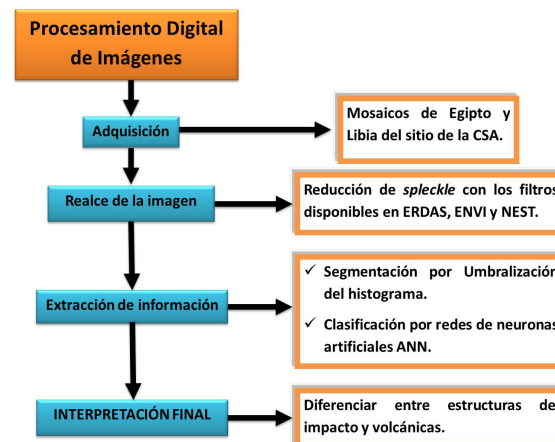 Procesamiento Digital
de Imágenes
Adquisición
Mosaicos de Egipto y
Libia del sitio de la CSA.
Realce de la imagen
Reducción de spleckle con los filtros
disponibles en ERDAS, ENVI y NEST.
Extracción de información
✓ Segmentación por Umbralización
del histograma.
✓ Clasificación por redes de neuronas
artificiales ANN.
INTERPRETACIÓN FINAL
Diferenciar entre estructuras de
impacto y volcánicas.